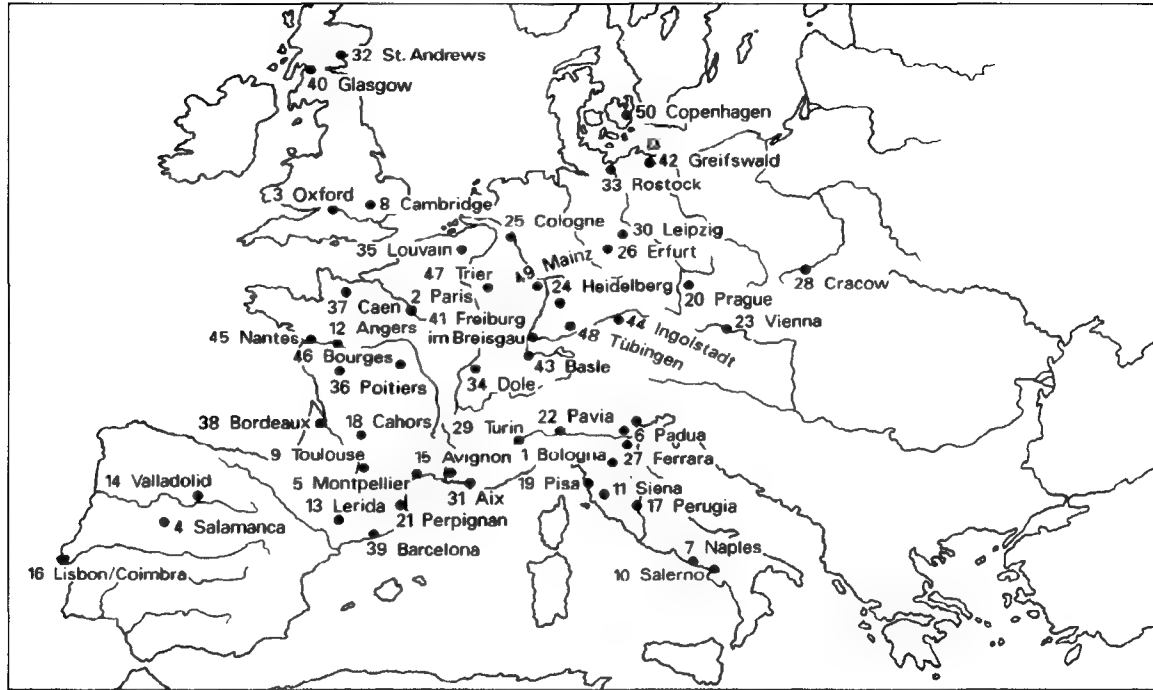 32 St. Andrews
40 Glasgow
50 Copenhagen
42 Greifswald
33 Rostock
3 Oxford
8 Cambridge
25 Cologne
30 Leipzig
35 Louvain
26 Erfurt
49 Mainz
47 Trier
24 Heidelberg
28 Cracow
20 Prague
37 Caen
2 Paris
41 Freiburg
im Breisgau
23 Vienna
44 Ingolstadt
12 Angers
45 Nantes
48 Tübingen
46 Bourges
43 Basle
36 Poitiers
34 Dole
38 Bordeaux
18 Cahors
29 Turin
22 Pavia
6 Padua
9 Toulouse
15 Avignon
1 Bologna
27 Ferrara
14 Valladolid
5 Montpellier
19 Pisa
11 Siena
13 Lerida
31 Aix
17 Perugia
4 Salamanca
21 Perpignan
39 Barcelona
7 Naples
16 Lisbon/Coimbra
10 Salerno